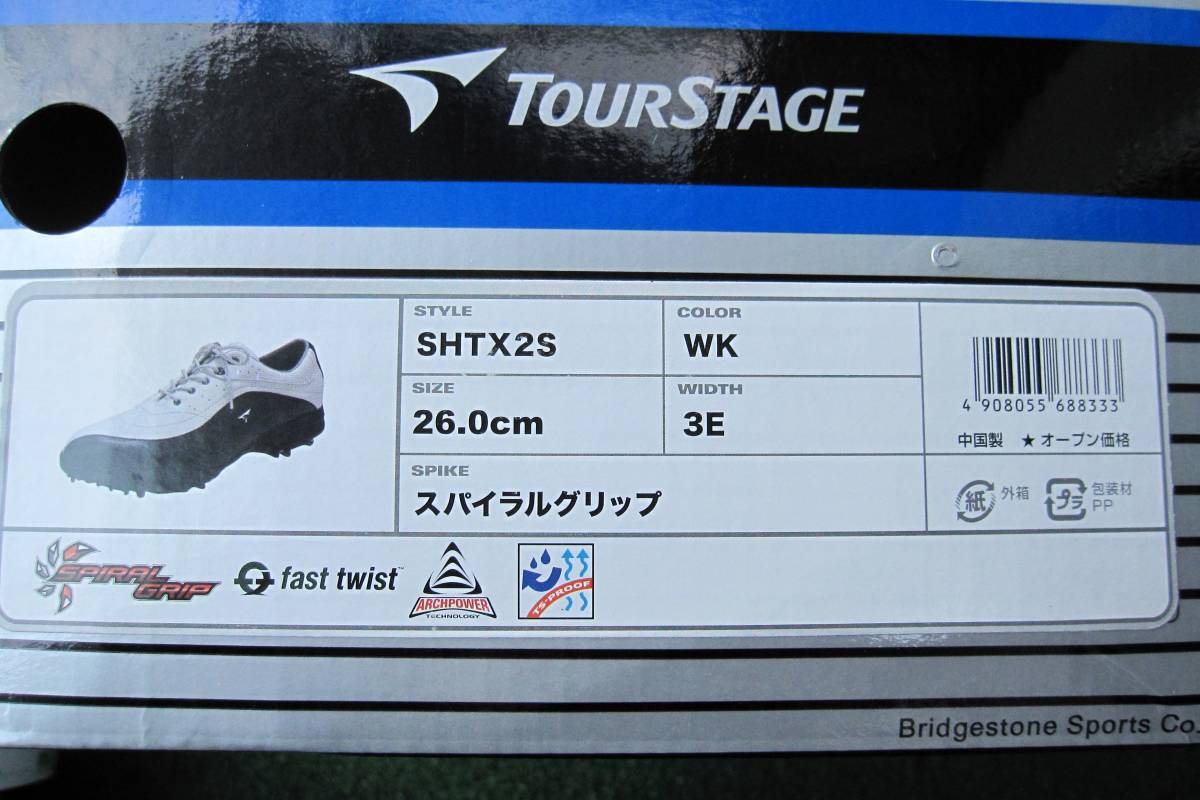 TOURSTAGE
STYLE
SHTX2S
COLOR
WK
SIZE
26.0cm
WIDTH
3E
SPIKE
スパイラルグリップ
4 908055 688333
中国製 ★オープン価格
紙 外箱
プラ 包装材
PP
SPIRAL
GRIP
fast twist™
ARCHPOWER
TECHNOLOGY
TS-PROOF
Bridgestone Sports Co.